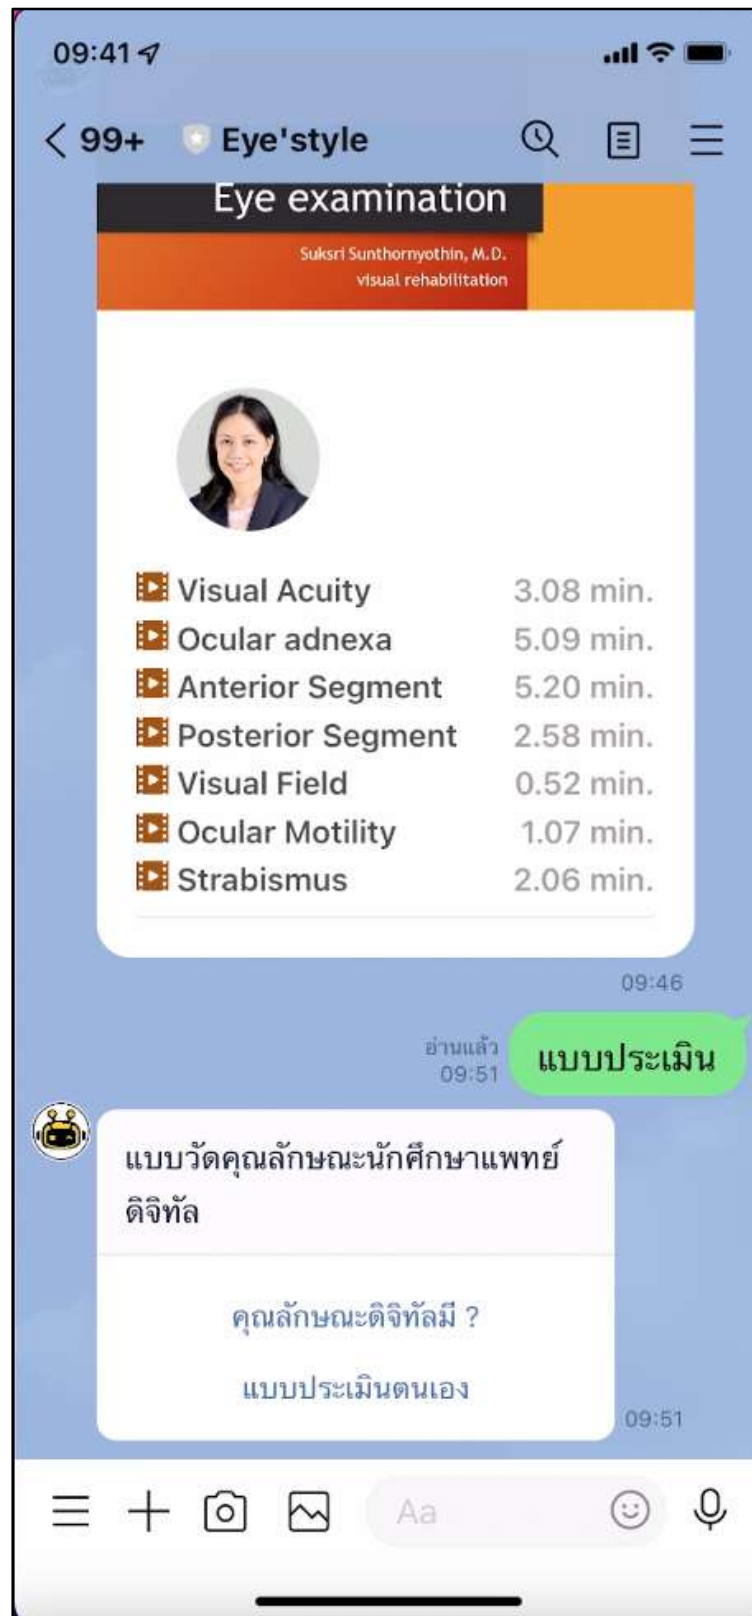 09:41
99+ Eye'style
Eye examination
Suksri Sunthornyothin, M.D.
visual rehabilitation
Visual Acuity 3.08 min.
Ocular adnexa 5.09 min.
Anterior Segment 5.20 min.
Posterior Segment 2.58 min.
Visual Field 0.52 min.
Ocular Motility 1.07 min.
Strabismus 2.06 min.
09:46
แบบประเมิน
อ่านแล้ว
09:51
แบบวัดคุณลักษณะนักศึกษาแพทย์
ดิจิทัล
คุณลักษณะดิจิทัลมี ?
แบบประเมินตนเอง
09:51
Aa